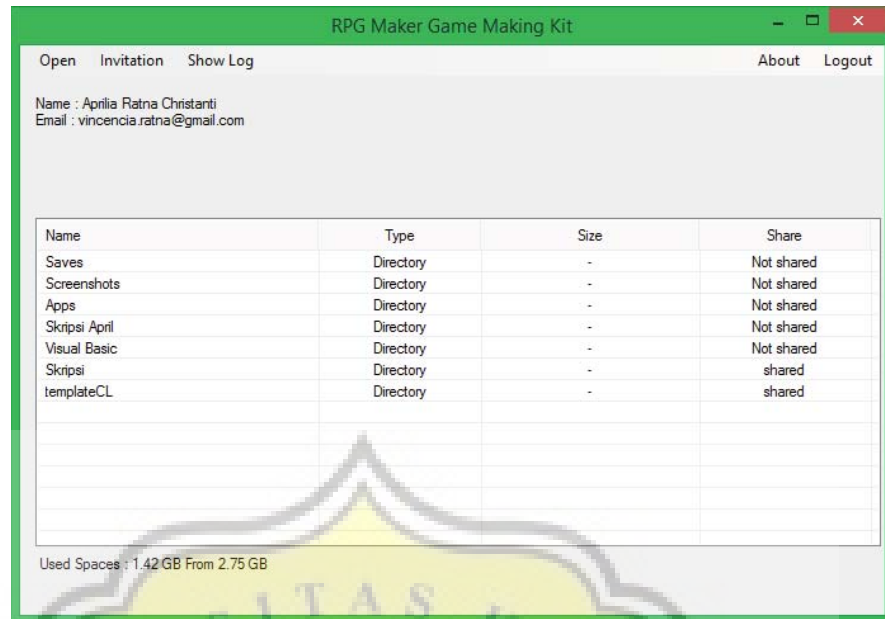 RPG Maker Game Making Kit
Open Invitation Show Log About Logout
Name : Aprilia Ratna Christanti
Email : vincencia.ratna@gmail.com
Name Type Size Share
Saves Directory - Not shared
Screenshots Directory - Not shared
Apps Directory - Not shared
Skripsi April Directory - Not shared
Visual Basic Directory - Not shared
Skripsi Directory - shared
templateCL Directory - shared
Used Spaces : 1.42 GB From 2.75 GB